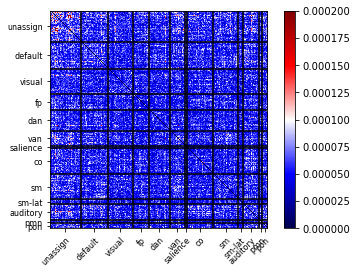 unassign
default
visual
fp
dan
van
salience
co
sm
sm-lat
auditory
pmn
pon
unassign
default
visual
fp
dan
van
salience
co
sm
sm-lat
auditory
0.000200
0.000175
0.000150
0.000125
0.000100
0.000075
0.000050
0.000025
0.000000